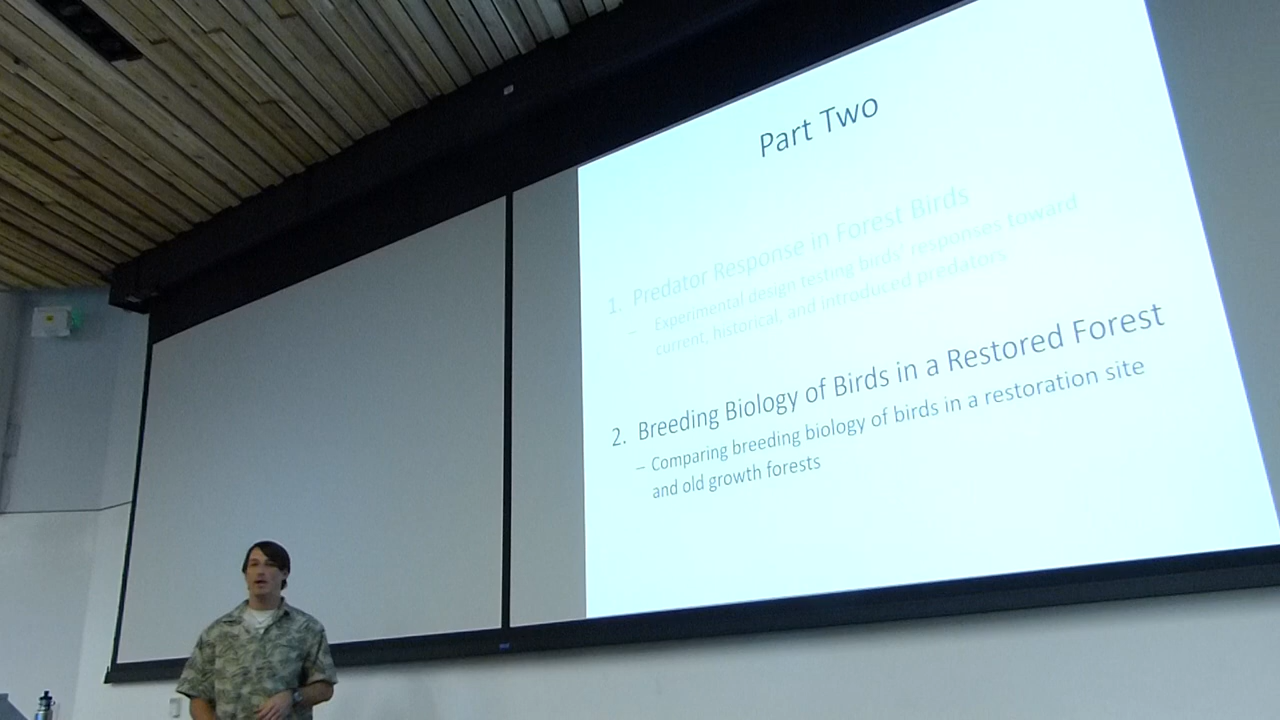 Part Two
1. Predator Response in Forest Birds
– Experimental design testing birds' responses toward
current, historical, and introduced predators
2. Breeding Biology of Birds in a Restored Forest
– Comparing breeding biology of birds in a restoration site
and old growth forests